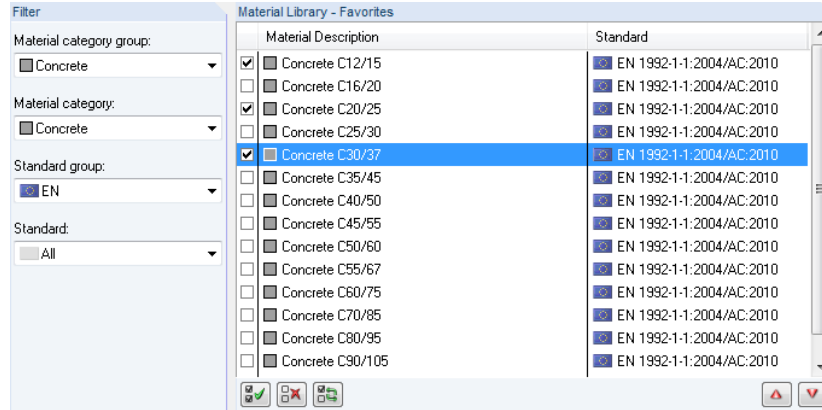 Filter
Material category group:
Concrete
Material category:
Concrete
Standard group:
EN
Standard:
All
Material Library - Favorites
Material Description Standard
Concrete C12/15 EN 1992-1-1:2004/AC:2010
Concrete C16/20 EN 1992-1-1:2004/AC:2010
Concrete C20/25 EN 1992-1-1:2004/AC:2010
Concrete C25/30 EN 1992-1-1:2004/AC:2010
Concrete C30/37 EN 1992-1-1:2004/AC:2010
Concrete C35/45 EN 1992-1-1:2004/AC:2010
Concrete C40/50 EN 1992-1-1:2004/AC:2010
Concrete C45/55 EN 1992-1-1:2004/AC:2010
Concrete C50/60 EN 1992-1-1:2004/AC:2010
Concrete C55/67 EN 1992-1-1:2004/AC:2010
Concrete C60/75 EN 1992-1-1:2004/AC:2010
Concrete C70/85 EN 1992-1-1:2004/AC:2010
Concrete C80/95 EN 1992-1-1:2004/AC:2010
Concrete C90/105 EN 1992-1-1:2004/AC:2010